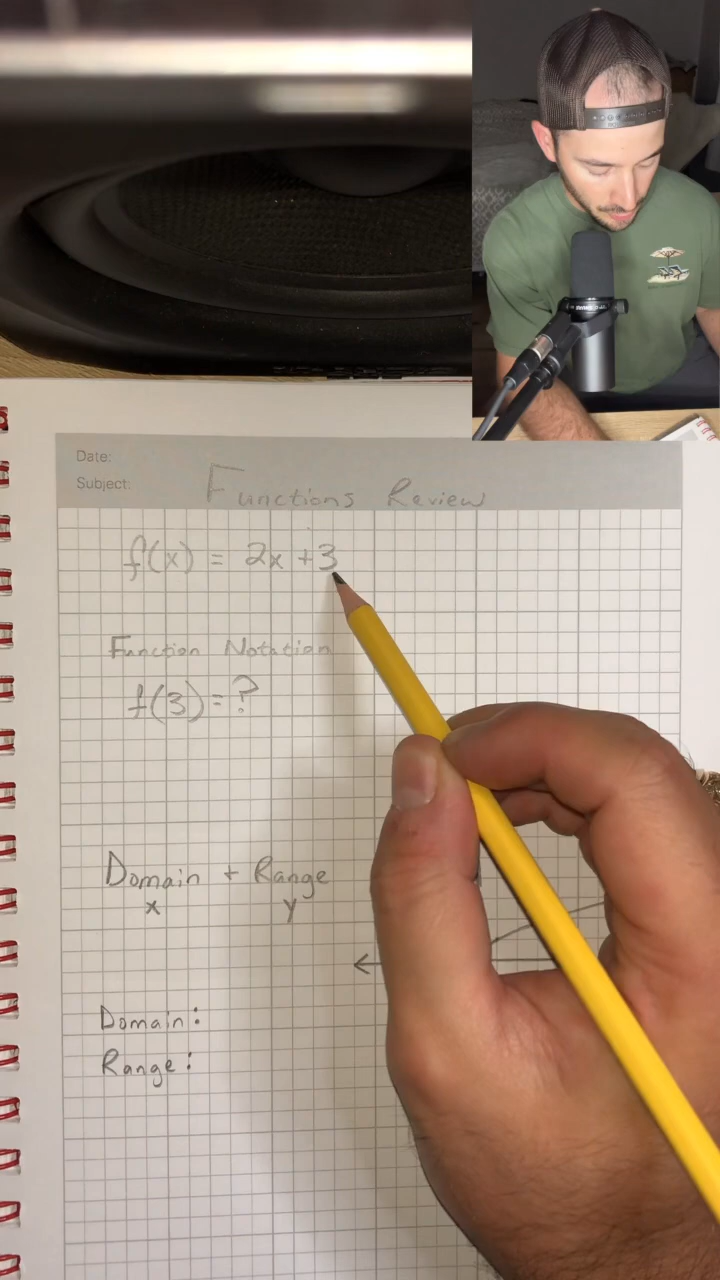 Date:
Subject: Functions Review
f(x) = 2x + 3
Function Notation
f(3) = ?
Domain + Range
x y
Domain:
Range: